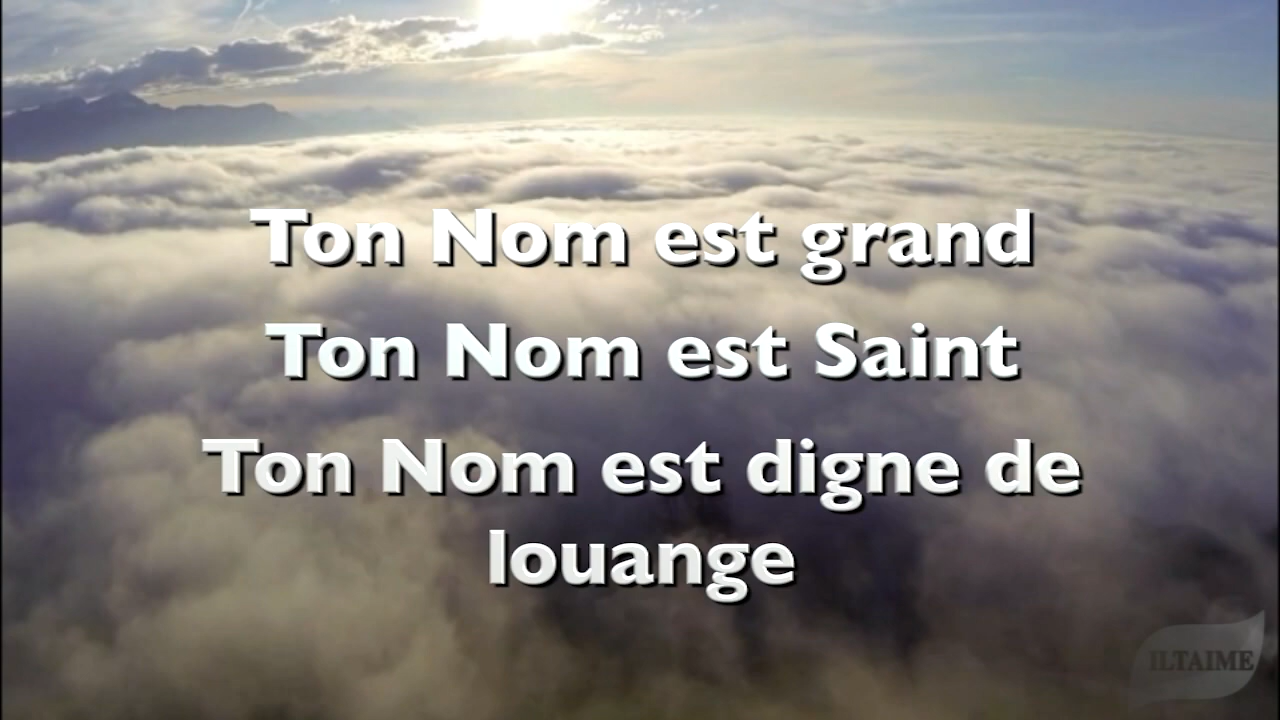 Ton Nom est grand
Ton Nom est Saint
Ton Nom est digne de
louange
ILTAIME